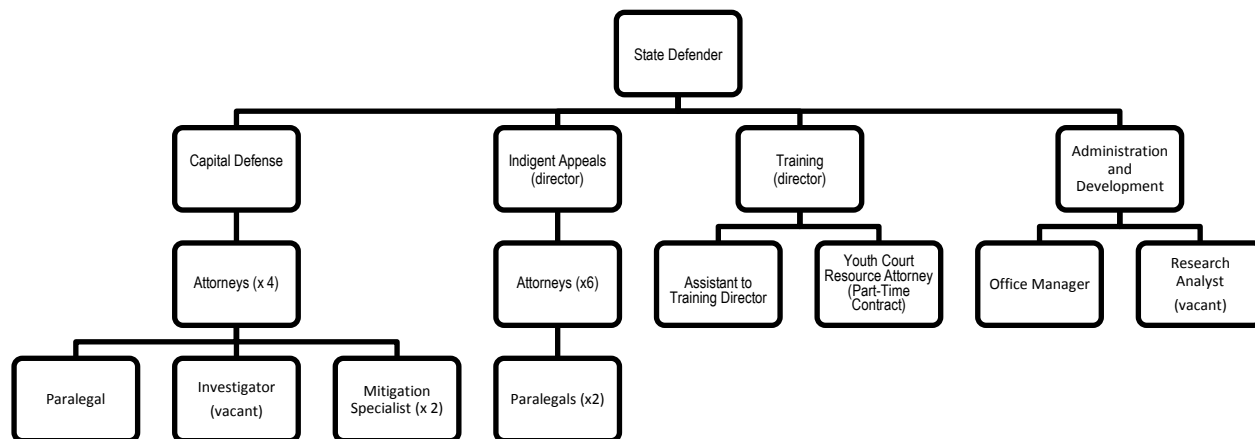 State Defender
Capital Defense
Indigent Appeals
(director)
Training
(director)
Administration
and
Development
Attorneys (x 4)
Attorneys (x6)
Assistant to
Training Director
Youth Court
Resource Attorney
(Part-Time
Contract)
Office Manager
Research
Analyst
(vacant)
Paralegal
Investigator
(vacant)
Mitigation
Specialist (x 2)
Paralegals (x2)